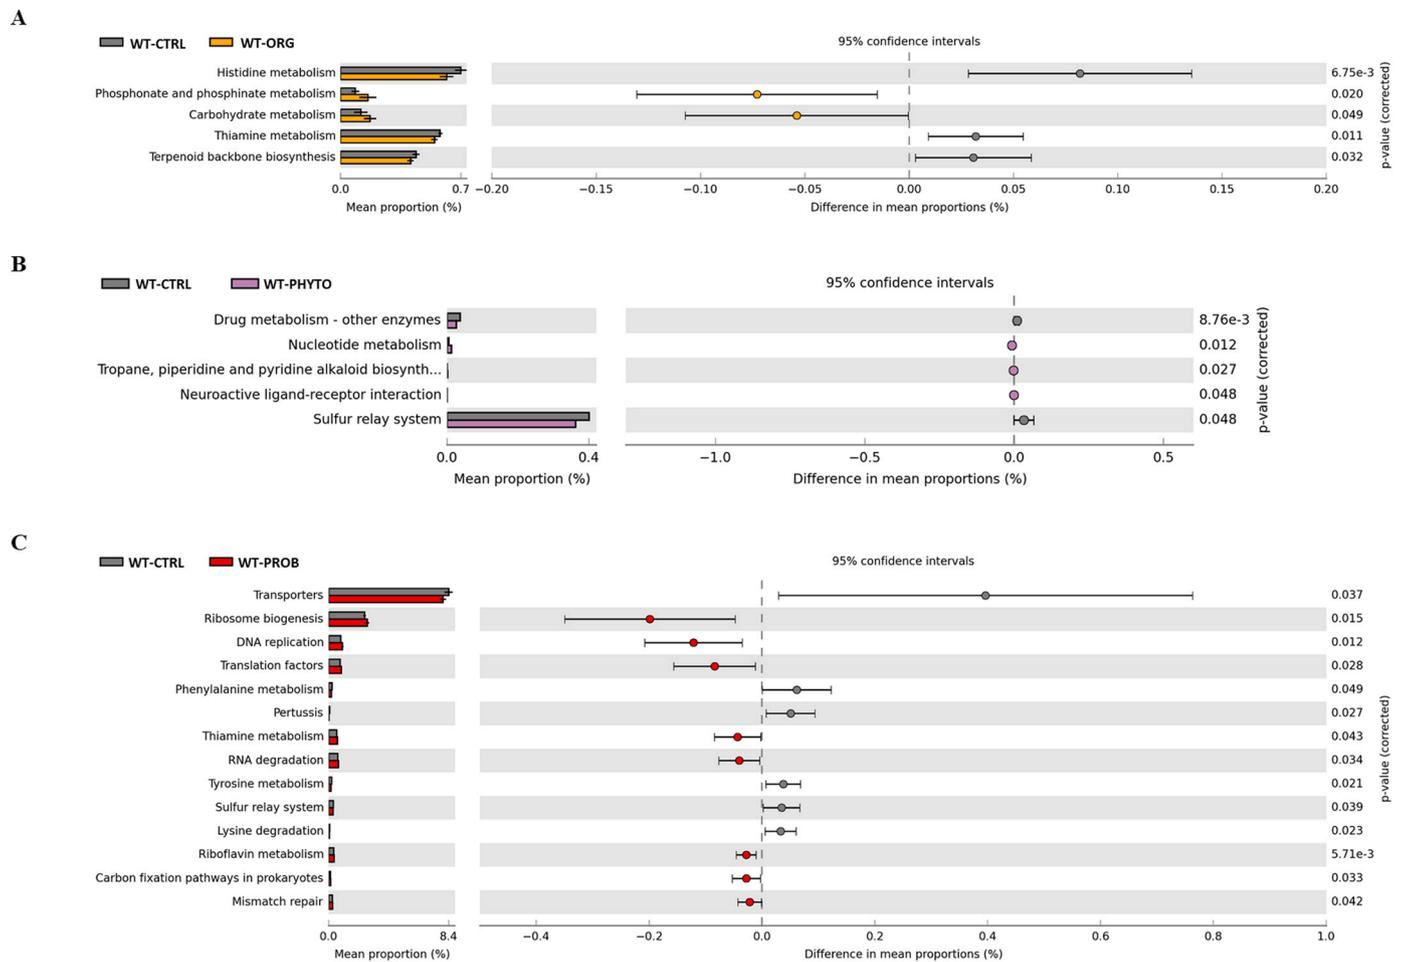 A
WT-CTRL WT-ORG
95% confidence intervals
Histidine metabolism 6.75e-3
Phosphonate and phosphinate metabolism 0.020
Carbohydrate metabolism 0.049
Thiamine metabolism 0.011
Terpenoid backbone biosynthesis 0.032
p-value (corrected)
0.0 0.7 −0.20 −0.15 −0.10 −0.05 0.00 0.05 0.10 0.15 0.20
Mean proportion (%) Difference in mean proportions (%)
B
WT-CTRL WT-PHYTO
95% confidence intervals
Drug metabolism - other enzymes 8.76e-3
Nucleotide metabolism 0.012
Tropane, piperidine and pyridine alkaloid biosynth... 0.027
Neuroactive ligand-receptor interaction 0.048
Sulfur relay system 0.048
p-value (corrected)
0.0 0.4 −1.0 −0.5 0.0 0.5
Mean proportion (%) Difference in mean proportions (%)
C
WT-CTRL WT-PROB
95% confidence intervals
Transporters 0.037
Ribosome biogenesis 0.015
DNA replication 0.012
Translation factors 0.028
Phenylalanine metabolism 0.049
Pertussis 0.027
Thiamine metabolism 0.043
RNA degradation 0.034
Tyrosine metabolism 0.021
Sulfur relay system 0.039
Lysine degradation 0.023
Riboflavin metabolism 5.71e-3
Carbon fixation pathways in prokaryotes 0.033
Mismatch repair 0.042
p-value (corrected)
0.0 8.4 −0.4 −0.2 0.0 0.2 0.4 0.6 0.8 1.0
Mean proportion (%) Difference in mean proportions (%)